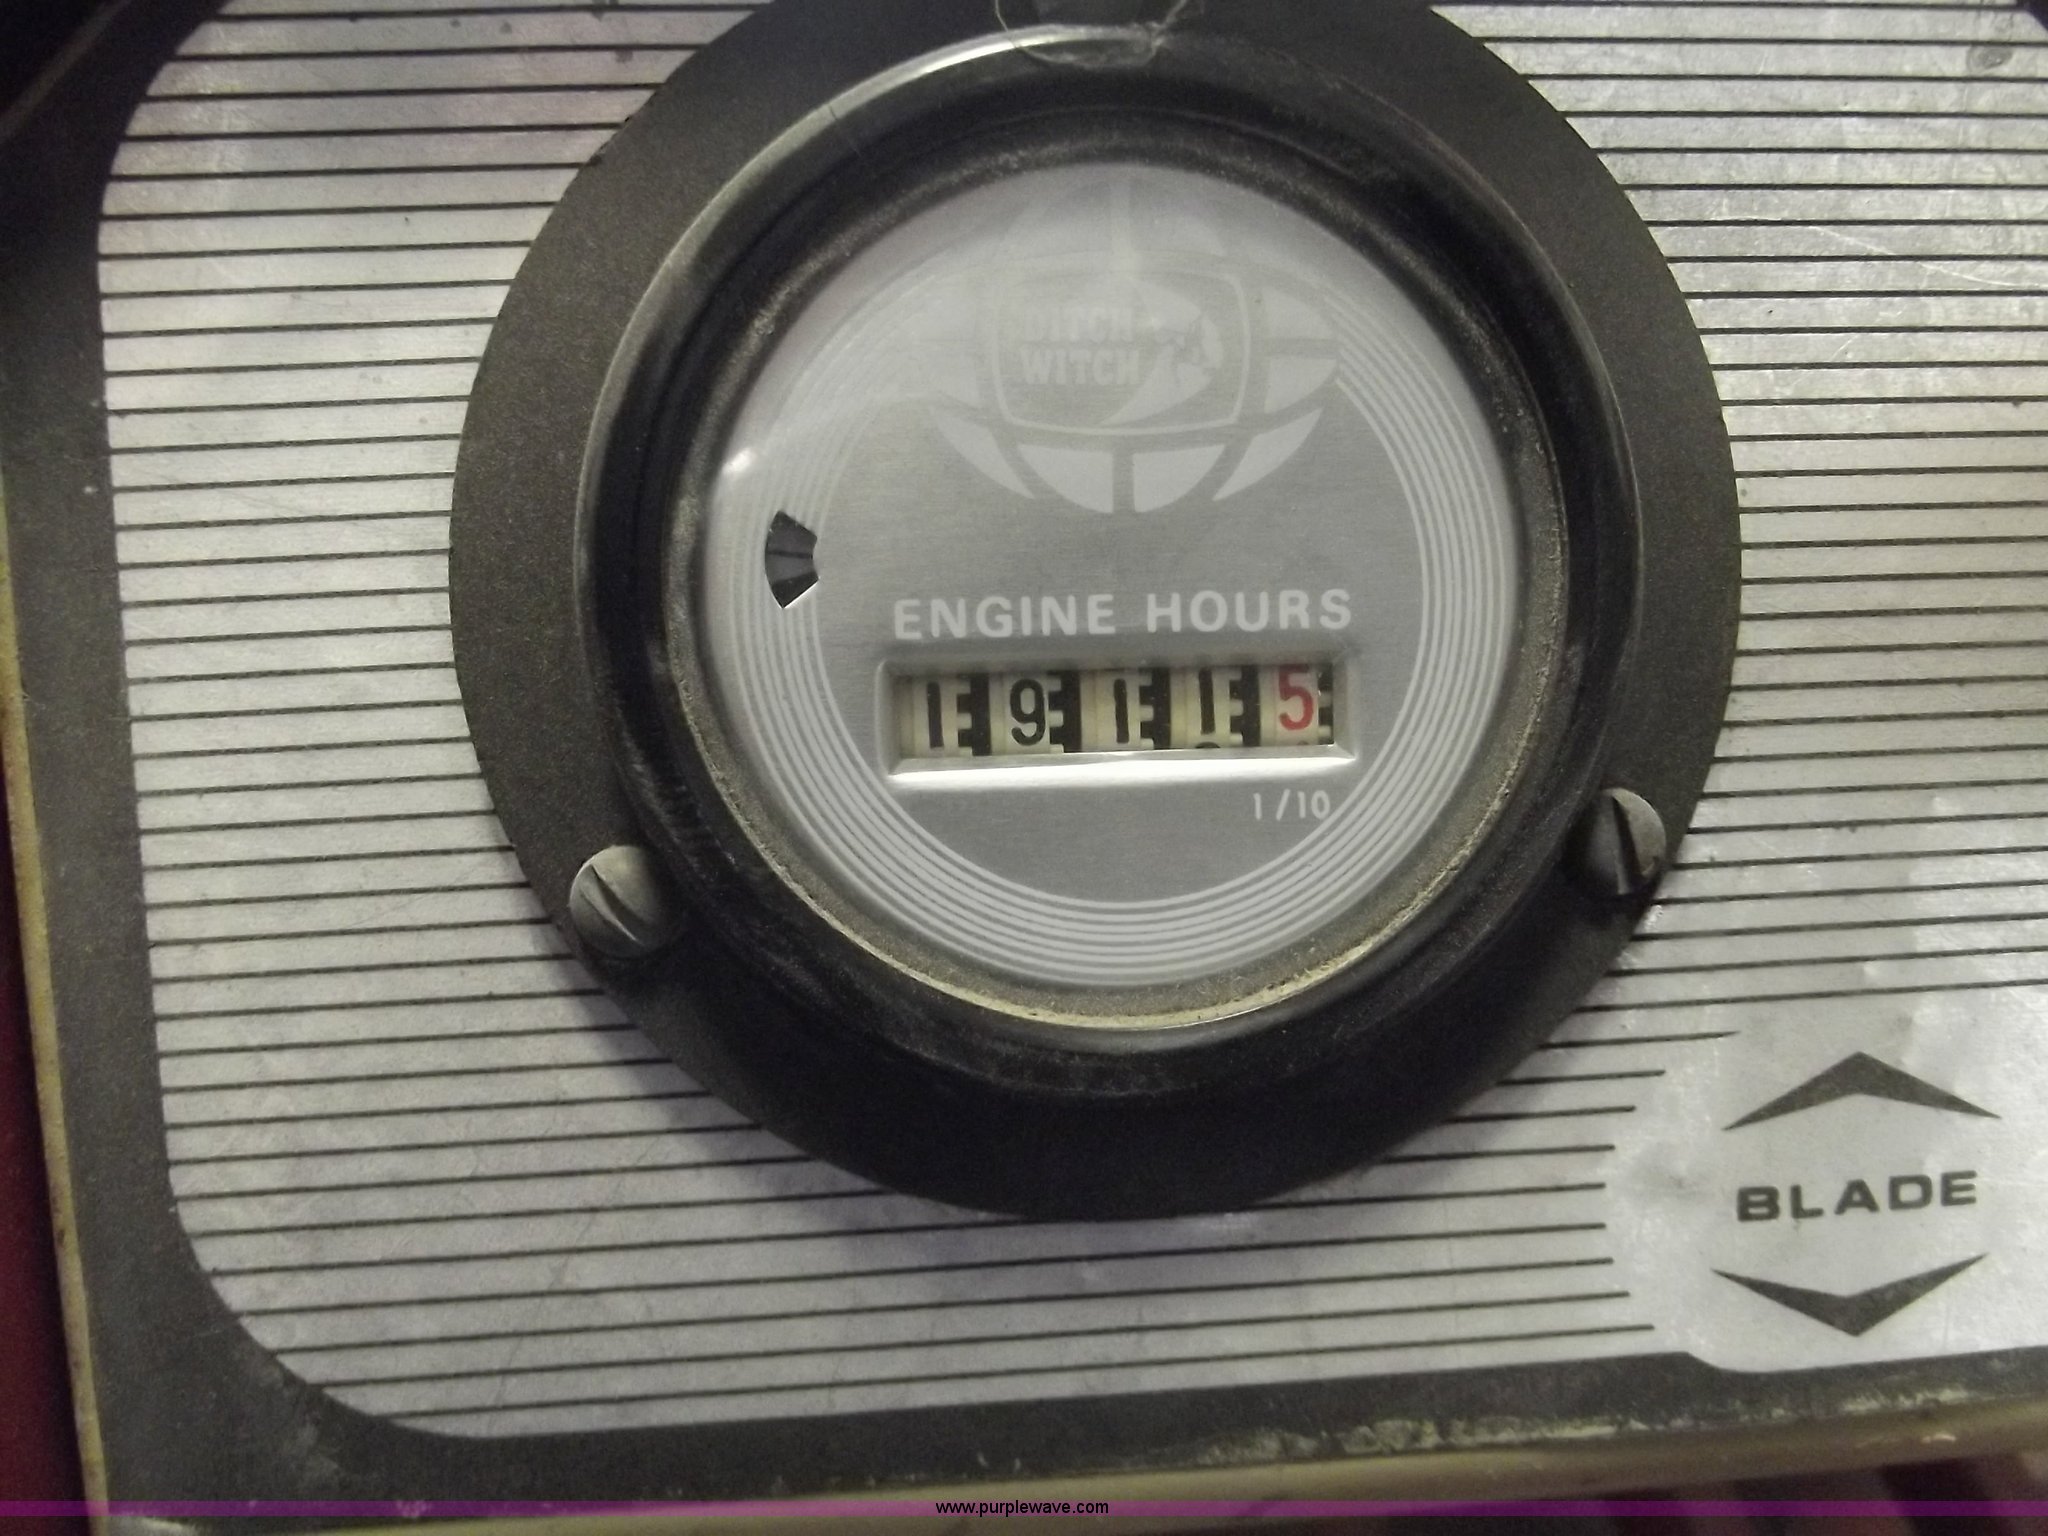 DITCH
WITCH
ENGINE HOURS
1 9 1 1 5
1/10
BLADE
www.purplewave.com